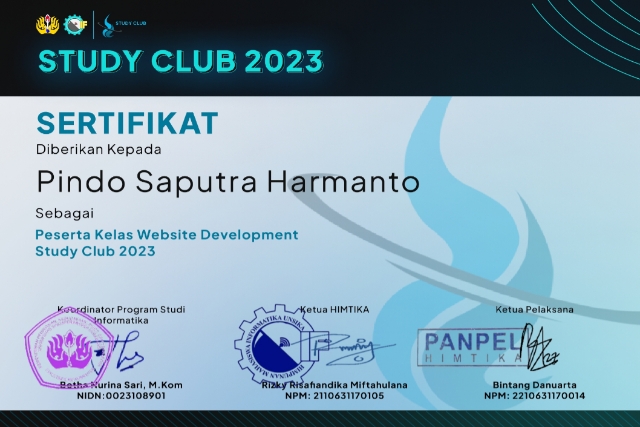 STUDY CLUB
STUDY CLUB 2023
SERTIFIKAT
Diberikan Kepada
Pindo Saputra Harmanto
Sebagai
Peserta Kelas Website Development
Study Club 2023
Koordinator Program Studi
Informatika
Betha Nurina Sari, M.Kom
NIDN:0023108901
Ketua HIMTIKA
HIMPUNAN MAHASISWA INFORMATIKA UNSIKA
Rizky Risafiandika Miftahulana
NPM: 2110631170105
Ketua Pelaksana
PANPEL
HIMTIKA
Bintang Danuarta
NPM: 2210631170014